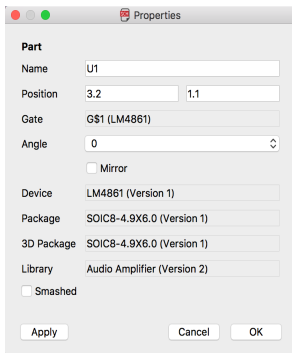 Properties
Part
Name U1
Position 3.2 1.1
Gate G$1 (LM4861)
Angle 0
Mirror
Device LM4861 (Version 1)
Package SOIC8-4.9X6.0 (Version 1)
3D Package SOIC8-4.9X6.0 (Version 1)
Library Audio Amplifier (Version 2)
Smashed
Apply Cancel OK